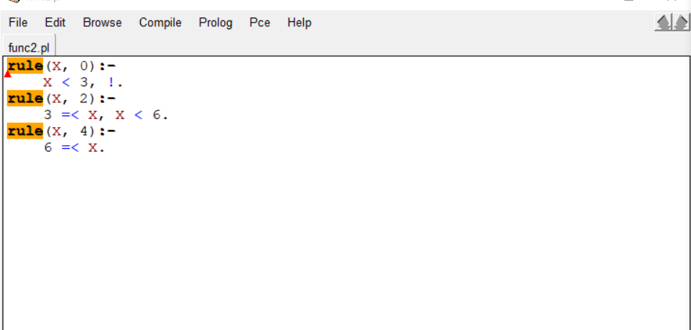 File Edit Browse Compile Prolog Pce Help
func2.pl
rule(X, 0):-
X < 3, !.
rule(X, 2):-
3 =< X, X < 6.
rule(X, 4):-
6 =< X.